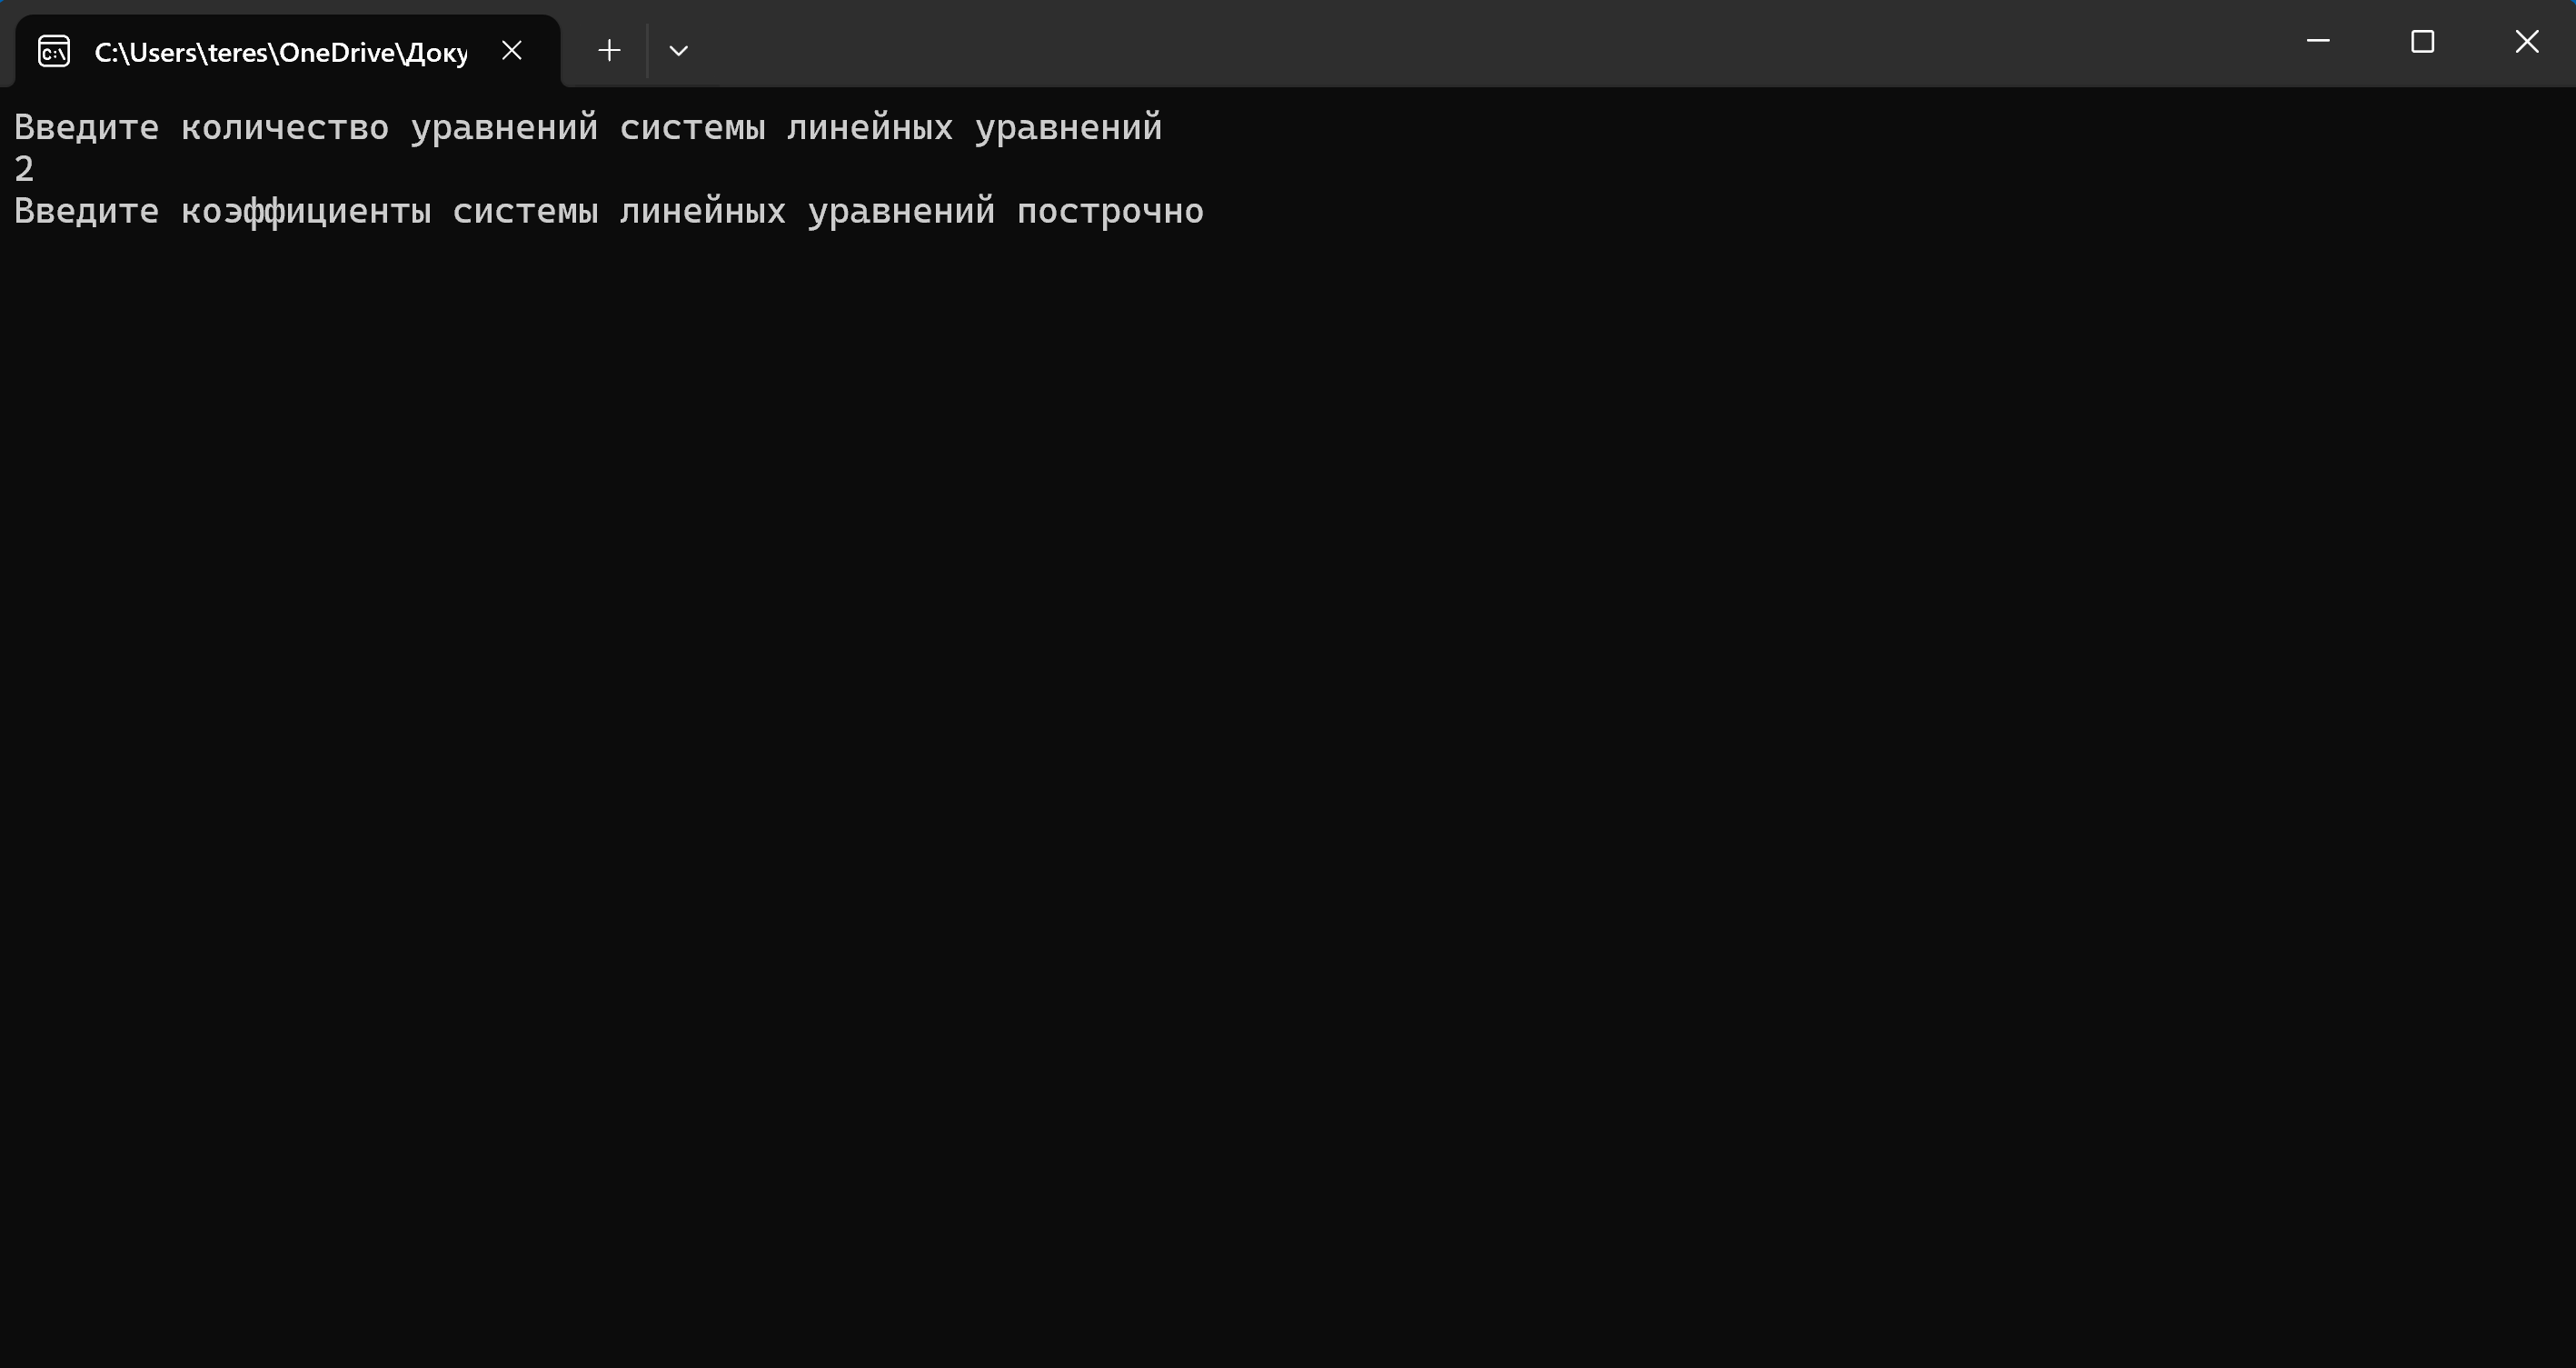 C:\Users\teres\OneDrive\Доку
Введите количество уравнений системы линейных уравнений
2
Введите коэффициенты системы линейных уравнений построчно